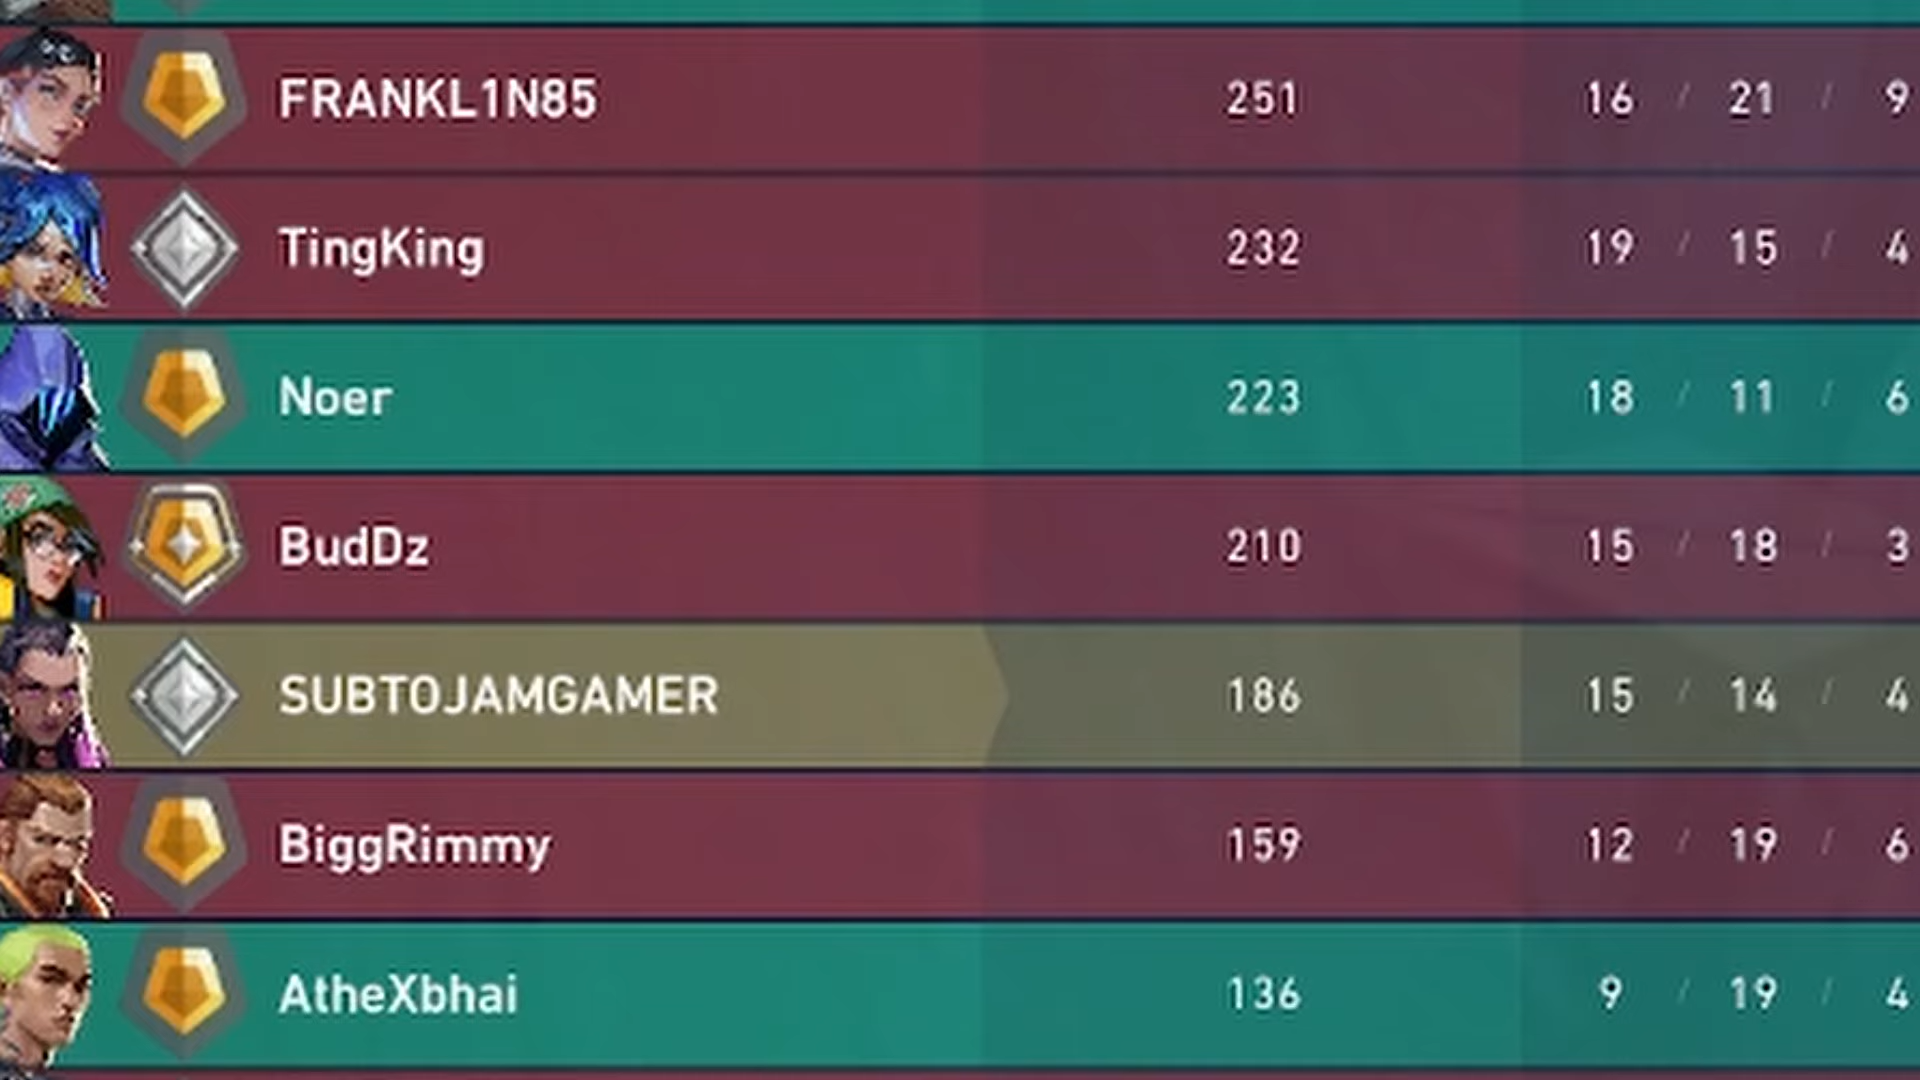 FRANKL1N85 251 16 / 21 / 9
TingKing 232 19 / 15 / 4
Noer 223 18 / 11 / 6
BudDz 210 15 / 18 / 3
SUBTOJAMGAMER 186 15 / 14 / 4
BiggRimmy 159 12 / 19 / 6
AtheXbhai 136 9 / 19 / 4